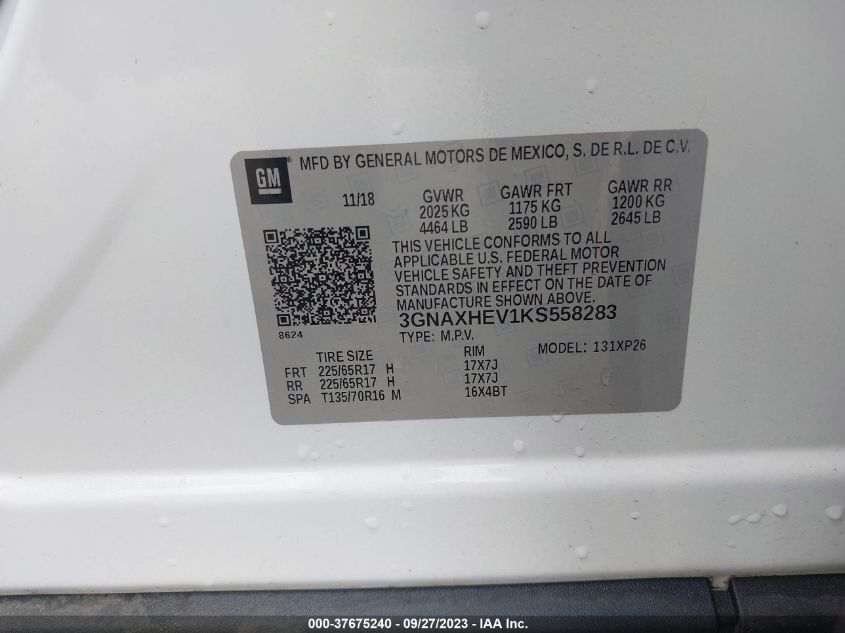 GM ® MFD BY GENERAL MOTORS DE MEXICO, S. DE R.L. DE C.V.
11/18 GVWR GAWR FRT GAWR RR
2025 KG 1175 KG 1200 KG
4464 LB 2590 LB 2645 LB
THIS VEHICLE CONFORMS TO ALL
APPLICABLE U.S. FEDERAL MOTOR
VEHICLE SAFETY AND THEFT PREVENTION
STANDARDS IN EFFECT ON THE DATE OF
MANUFACTURE SHOWN ABOVE.
3GNAXHEV1KS558283
8624
TYPE: M.P.V. MODEL: 131XP26
TIRE SIZE RIM
FRT 225/65R17 H 17X7J
RR 225/65R17 H 17X7J
SPA T135/70R16 M 16X4BT
000-37675240 - 09/27/2023 - IAA Inc.